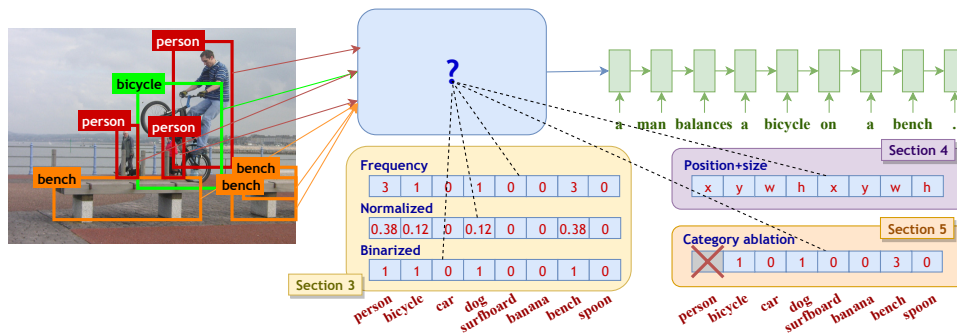 person
bicycle
person
person
bench
bench
bench
?
a man balances a bicycle on a bench .
Section 3
Frequency
3 1 0 1 0 0 3 0
Normalized
0.38 0.12 0 0.12 0 0 0.38 0
Binarized
1 1 0 1 0 0 1 0
person bicycle car dog surfboard banana bench spoon
Section 4
Position+size
x y w h x y w h
Section 5
Category ablation
1 0 1 0 0 3 0
person bicycle car dog surfboard banana bench spoon